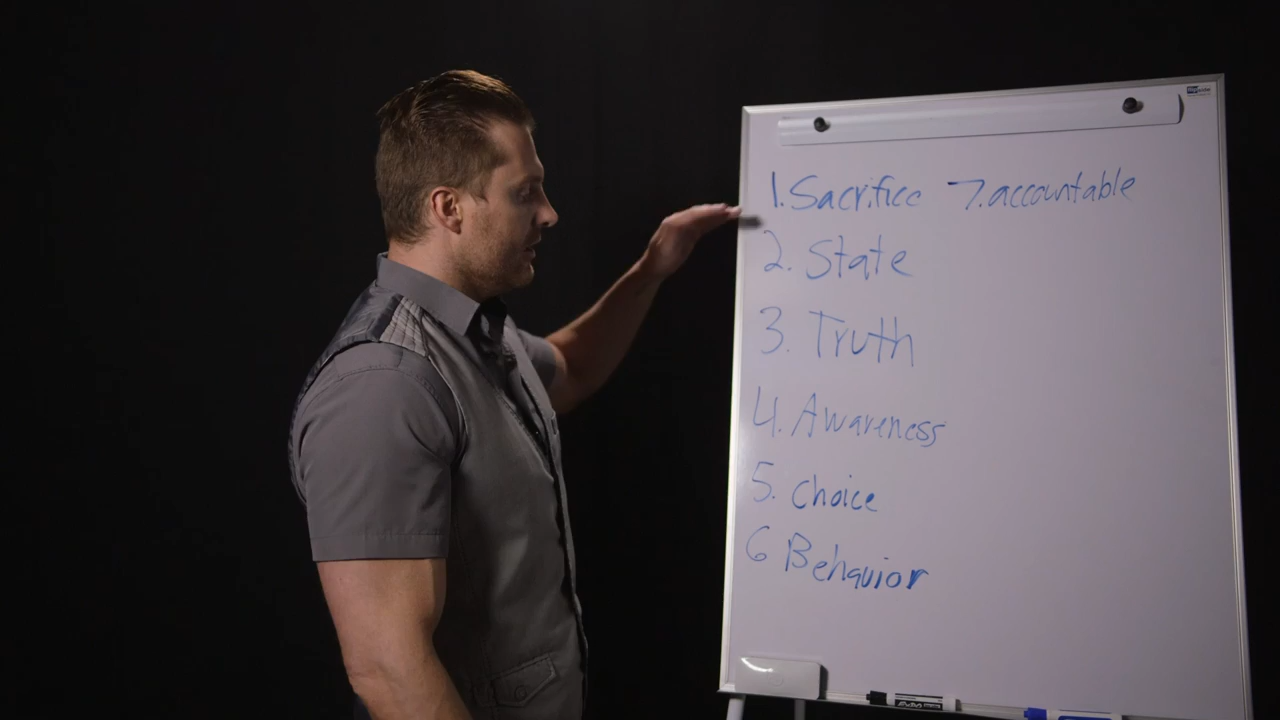 1. Sacrifice 7. accountable
2. State
3. Truth
4. Awareness
5. Choice
6 Behavior